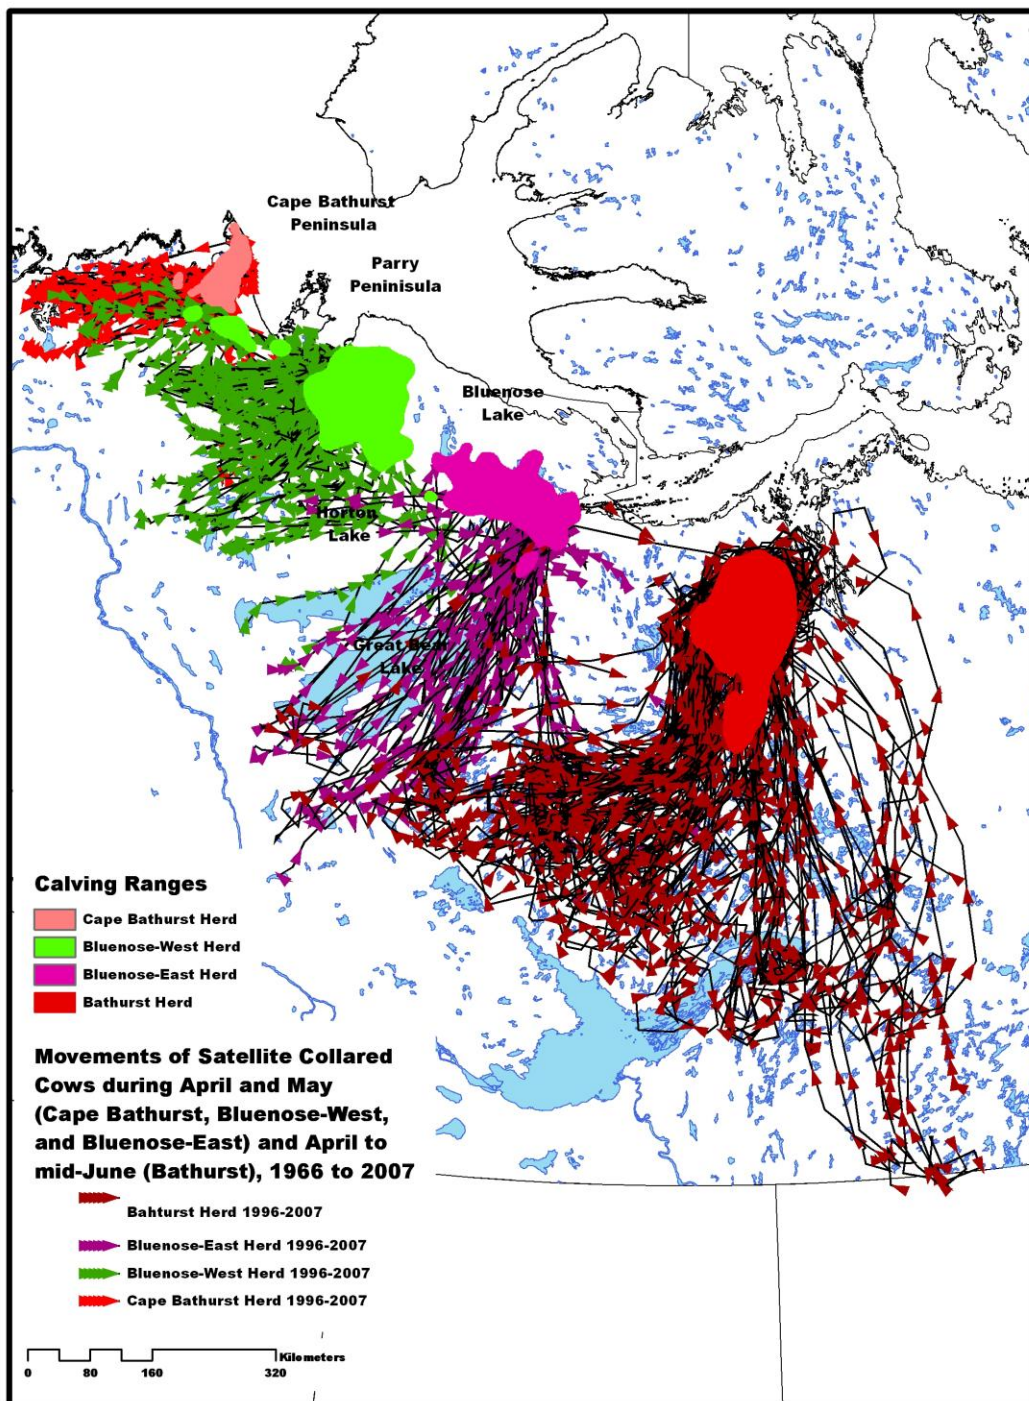 Cape Bathurst
Peninsula
Parry
Peninisula
Bluenose
Lake
Horton
Lake
Great Bear
Lake
Calving Ranges
Cape Bathurst Herd
Bluenose-West Herd
Bluenose-East Herd
Bathurst Herd
Movements of Satellite Collared
Cows during April and May
(Cape Bathurst, Bluenose-West,
and Bluenose-East) and April to
mid-June (Bathurst), 1966 to 2007
Bahturst Herd 1996-2007
Bluenose-East Herd 1996-2007
Bluenose-West Herd 1996-2007
Cape Bathurst Herd 1996-2007
Kilometers
0 80 160 320